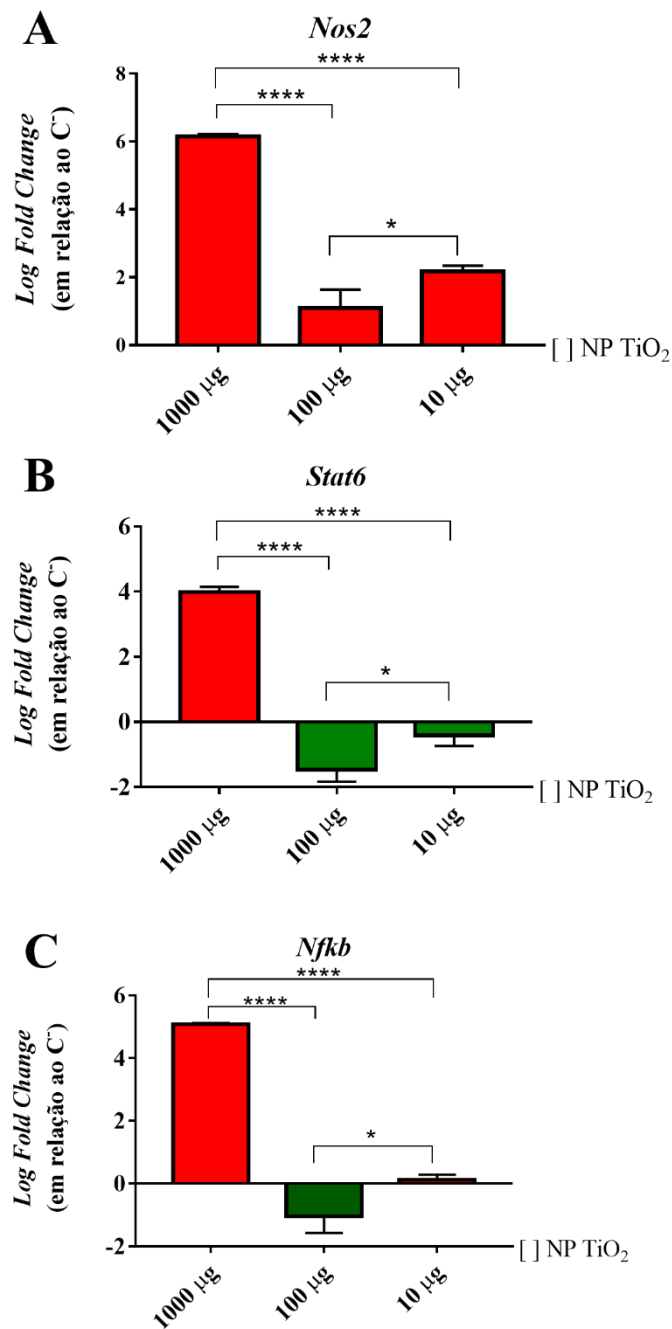 A
Nos2
Log Fold Change
(em relação ao C⁻)
8
6
4
2
0
****
****
*
1000 µg
100 µg
10 µg
[ ] NP TiO₂
B
Stat6
Log Fold Change
(em relação ao C⁻)
6
4
2
0
-2
****
****
*
1000 µg
100 µg
10 µg
[ ] NP TiO₂
C
Nfkb
Log Fold Change
(em relação ao C⁻)
6
4
2
0
-2
****
****
*
1000 µg
100 µg
10 µg
[ ] NP TiO₂